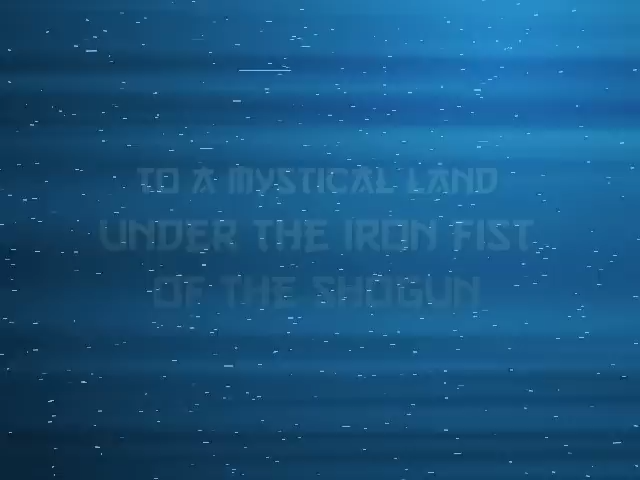 TO A MYSTICAL LAND
UNDER THE IRON FIST
OF THE SHOGUN